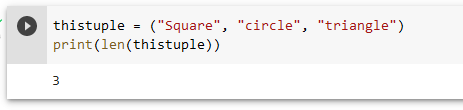 thistuple = ("Square", "circle", "triangle")
print(len(thistuple))
3